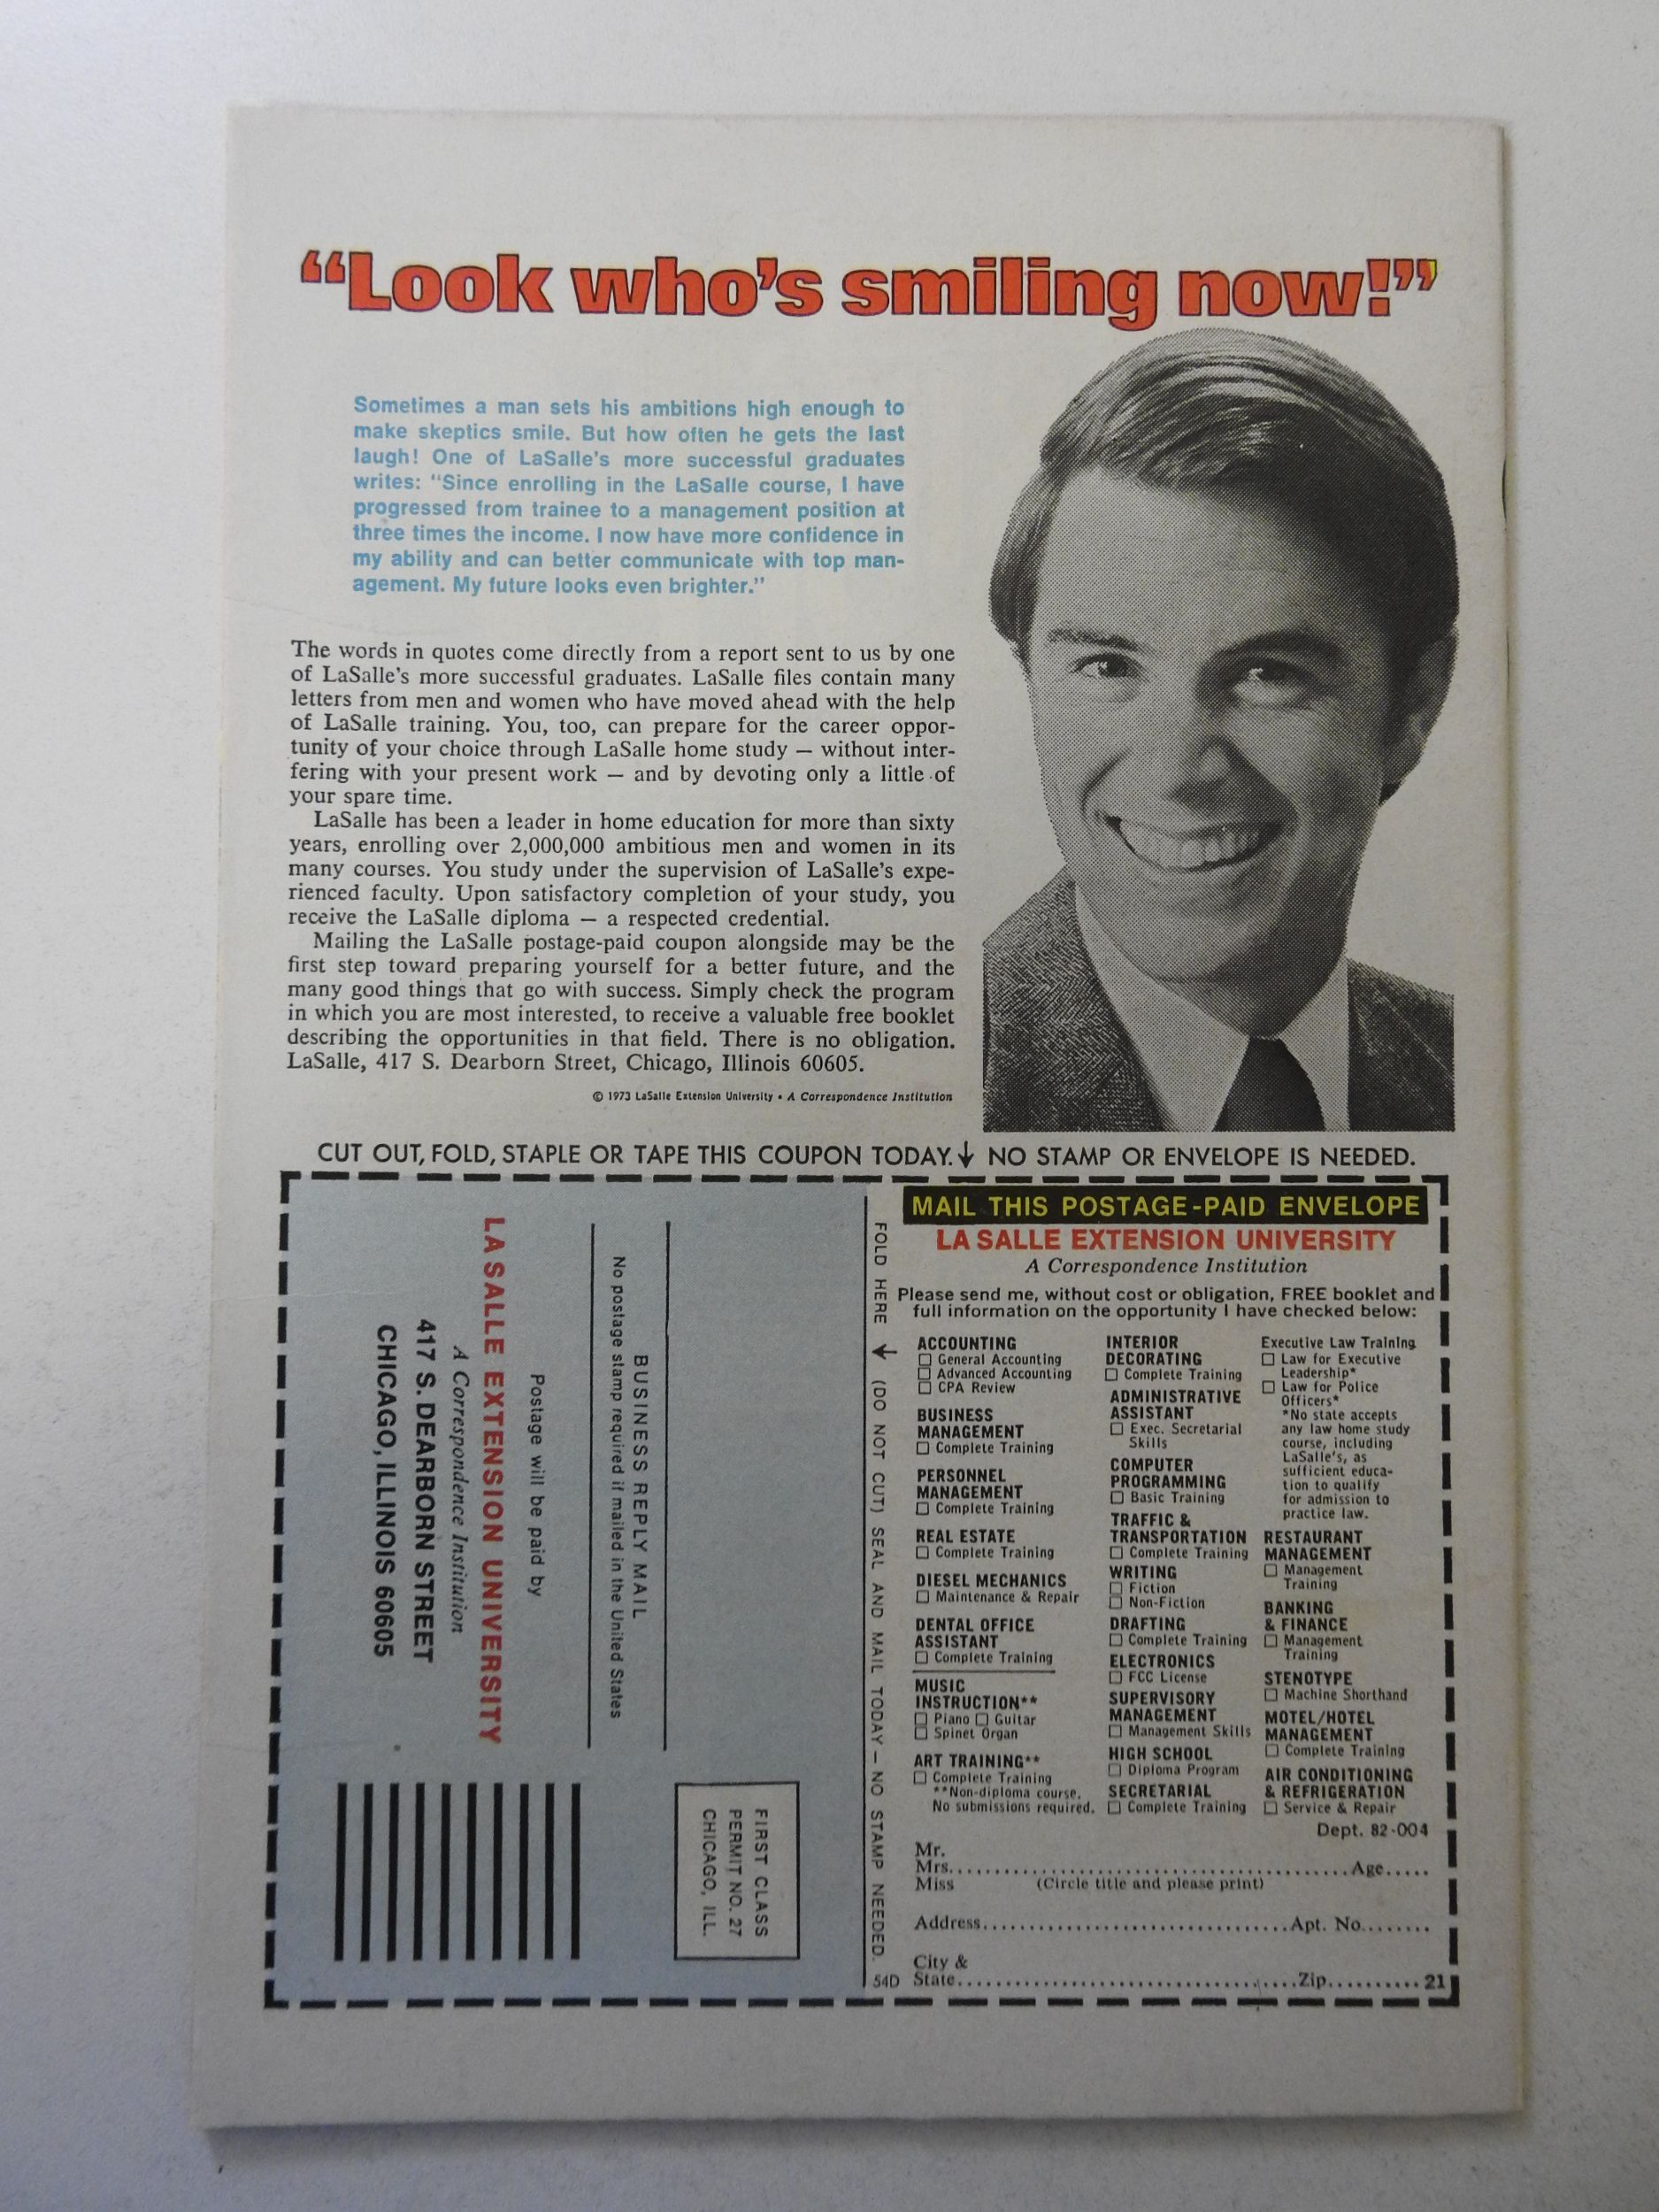 “Look who’s smiling now!”
Sometimes a man sets his ambitions high enough to
make skeptics smile. But how often he gets the last
laugh! One of LaSalle’s more successful graduates
writes: “Since enrolling in the LaSalle course, I have
progressed from trainee to a management position at
three times the income. I now have more confidence in
my ability and can better communicate with top man-
agement. My future looks even brighter.”
The words in quotes come directly from a report sent to us by one
of LaSalle’s more successful graduates. LaSalle files contain many
letters from men and women who have moved ahead with the help
of LaSalle training. You, too, can prepare for the career oppor-
tunity of your choice through LaSalle home study — without inter-
fering with your present work — and by devoting only a little of
your spare time.
LaSalle has been a leader in home education for more than sixty
years, enrolling over 2,000,000 ambitious men and women in its
many courses. You study under the supervision of LaSalle’s expe-
rienced faculty. Upon satisfactory completion of your study, you
receive the LaSalle diploma — a respected credential.
Mailing the LaSalle postage-paid coupon alongside may be the
first step toward preparing yourself for a better future, and the
many good things that go with success. Simply check the program
in which you are most interested, to receive a valuable free booklet
describing the opportunities in that field. There is no obligation.
LaSalle, 417 S. Dearborn Street, Chicago, Illinois 60605.
© 1973 LaSalle Extension University • A Correspondence Institution
CUT OUT, FOLD, STAPLE OR TAPE THIS COUPON TODAY.↓ NO STAMP OR ENVELOPE IS NEEDED.
FIRST CLASS
PERMIT NO. 27
CHICAGO, ILL.
BUSINESS REPLY MAIL
No postage stamp required if mailed in the United States
Postage will be paid by
LA SALLE EXTENSION UNIVERSITY
A Correspondence Institution
417 S. DEARBORN STREET
CHICAGO, ILLINOIS 60605
FOLD HERE ↓ (DO NOT CUT) SEAL AND MAIL TODAY — NO STAMP NEEDED.
54D
MAIL THIS POSTAGE-PAID ENVELOPE
LA SALLE EXTENSION UNIVERSITY
A Correspondence Institution
Please send me, without cost or obligation, FREE booklet and
full information on the opportunity I have checked below:
ACCOUNTING
☐ General Accounting
☐ Advanced Accounting
☐ CPA Review
BUSINESS
MANAGEMENT
☐ Complete Training
PERSONNEL
MANAGEMENT
☐ Complete Training
REAL ESTATE
☐ Complete Training
DIESEL MECHANICS
☐ Maintenance & Repair
DENTAL OFFICE
ASSISTANT
☐ Complete Training
MUSIC
INSTRUCTION**
☐ Piano ☐ Guitar
☐ Spinet Organ
ART TRAINING**
☐ Complete Training
**Non-diploma course.
No submissions required.
INTERIOR
DECORATING
☐ Complete Training
ADMINISTRATIVE
ASSISTANT
☐ Exec. Secretarial
Skills
COMPUTER
PROGRAMMING
☐ Basic Training
TRAFFIC &
TRANSPORTATION
☐ Complete Training
WRITING
☐ Fiction
☐ Non-Fiction
DRAFTING
☐ Complete Training
ELECTRONICS
☐ FCC License
SUPERVISORY
MANAGEMENT
☐ Management Skills
HIGH SCHOOL
☐ Diploma Program
SECRETARIAL
☐ Complete Training
Executive Law Training
☐ Law for Executive
Leadership*
☐ Law for Police
Officers*
*No state accepts
any law home study
course, including
LaSalle’s, as
sufficient educa-
tion to qualify
for admission to
practice law.
RESTAURANT
MANAGEMENT
☐ Management
Training
BANKING
& FINANCE
☐ Management
Training
STENOTYPE
☐ Machine Shorthand
MOTEL/HOTEL
MANAGEMENT
☐ Complete Training
AIR CONDITIONING
& REFRIGERATION
☐ Service & Repair
Dept. 82-004
Mr.
Mrs. Age
Miss (Circle title and please print)
Address Apt. No.
City &
State Zip 21